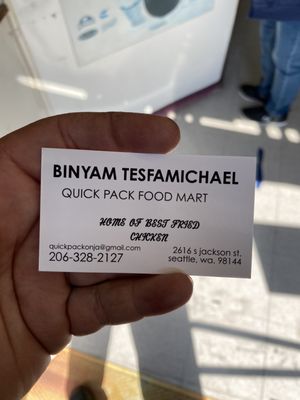 BINYAM TESFAMICHAEL
QUICK PACK FOOD MART
HOME OF BEST FRIED
CHICKEN
quickpackonja@gmail.com
206-328-2127
2616 s jackson st.
seattle, wa. 98144